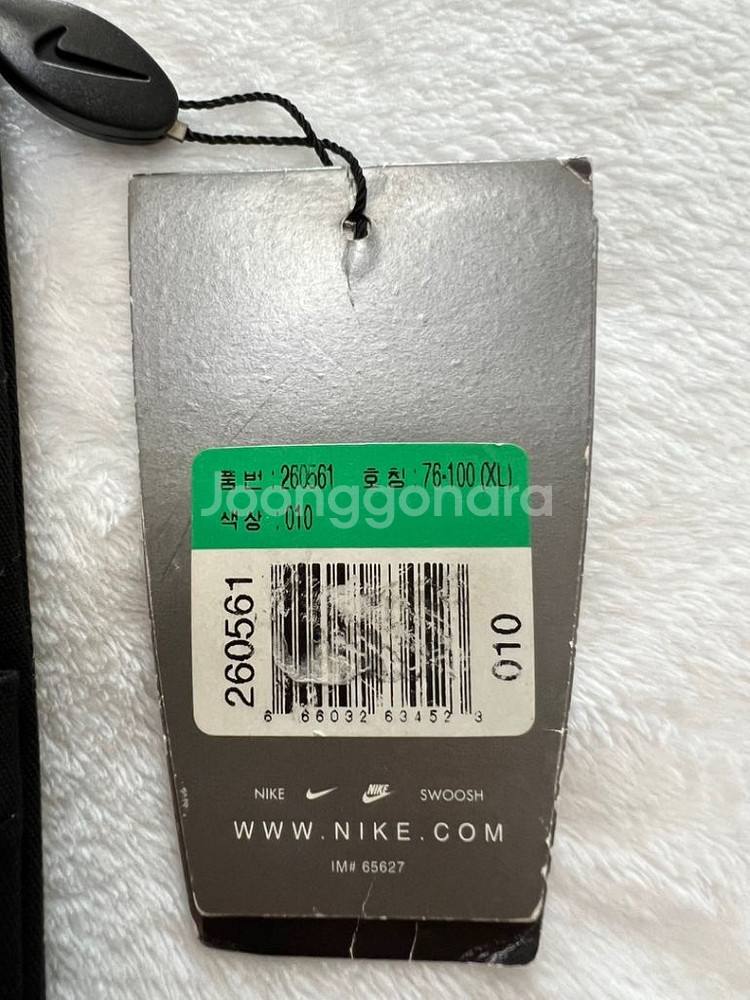 품번 : 260561 호칭 : 76-100 (XL)
Joonggonara
색상 : 010
260561
010
6 66032 63452 3
NIKE NIKE SWOOSH
WWW.NIKE.COM
IM# 65627